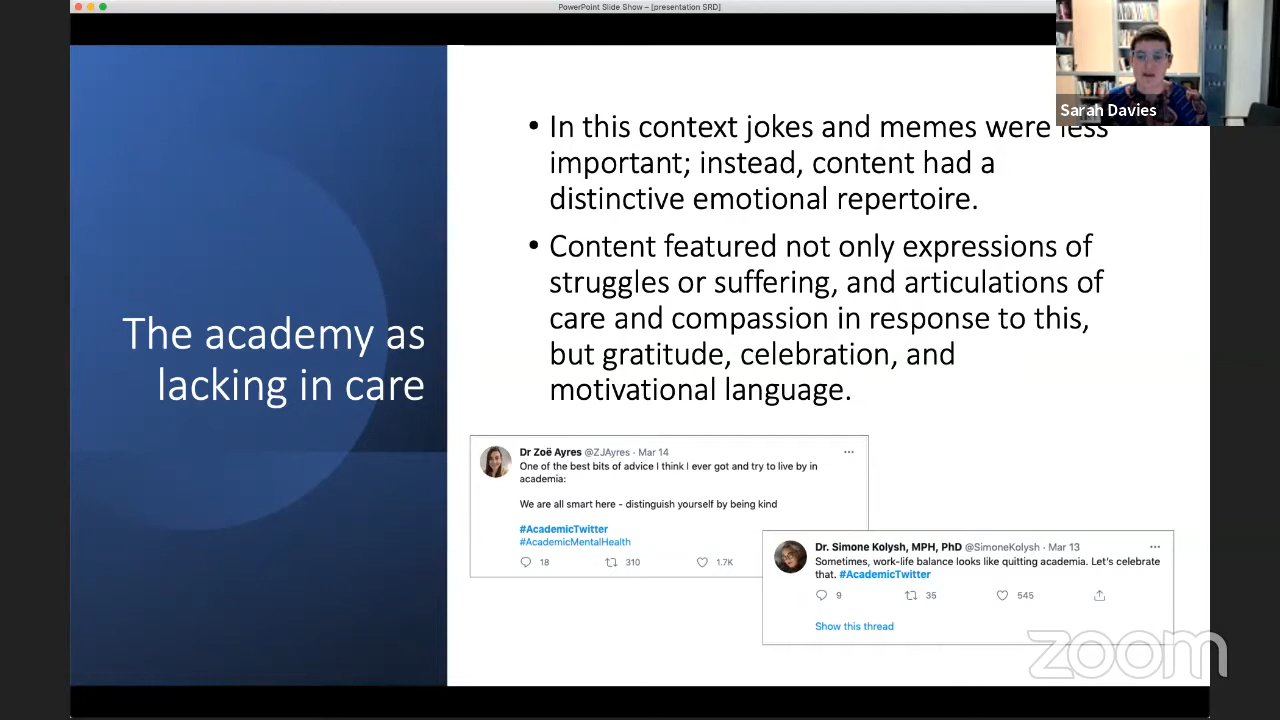 PowerPoint Slide Show – [presentation SRD]
Sarah Davies
The academy as
lacking in care
• In this context jokes and memes were less
important; instead, content had a
distinctive emotional repertoire.
• Content featured not only expressions of
struggles or suffering, and articulations of
care and compassion in response to this,
but gratitude, celebration, and
motivational language.
Dr Zoë Ayres @ZJAyres · Mar 14
One of the best bits of advice I think I ever got and try to live by in
academia:
We are all smart here - distinguish yourself by being kind
#AcademicTwitter
#AcademicMentalHealth
18 310 1.7K
Dr. Simone Kolysh, MPH, PhD @SimoneKolysh · Mar 13
Sometimes, work-life balance looks like quitting academia. Let's celebrate
that. #AcademicTwitter
9 35 545
Show this thread
zoom